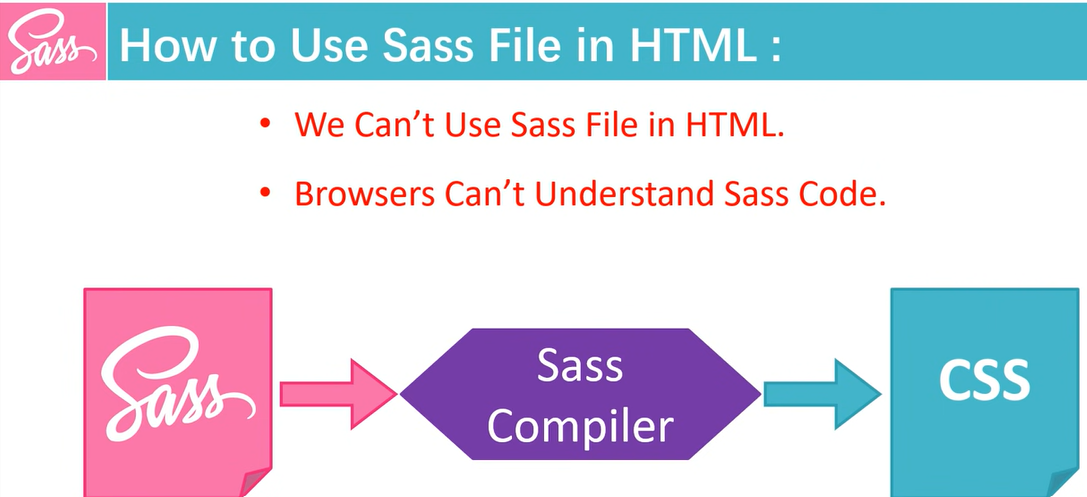 Sass
How to Use Sass File in HTML :
• We Can't Use Sass File in HTML.
• Browsers Can't Understand Sass Code.
Sass
Sass
Compiler
CSS